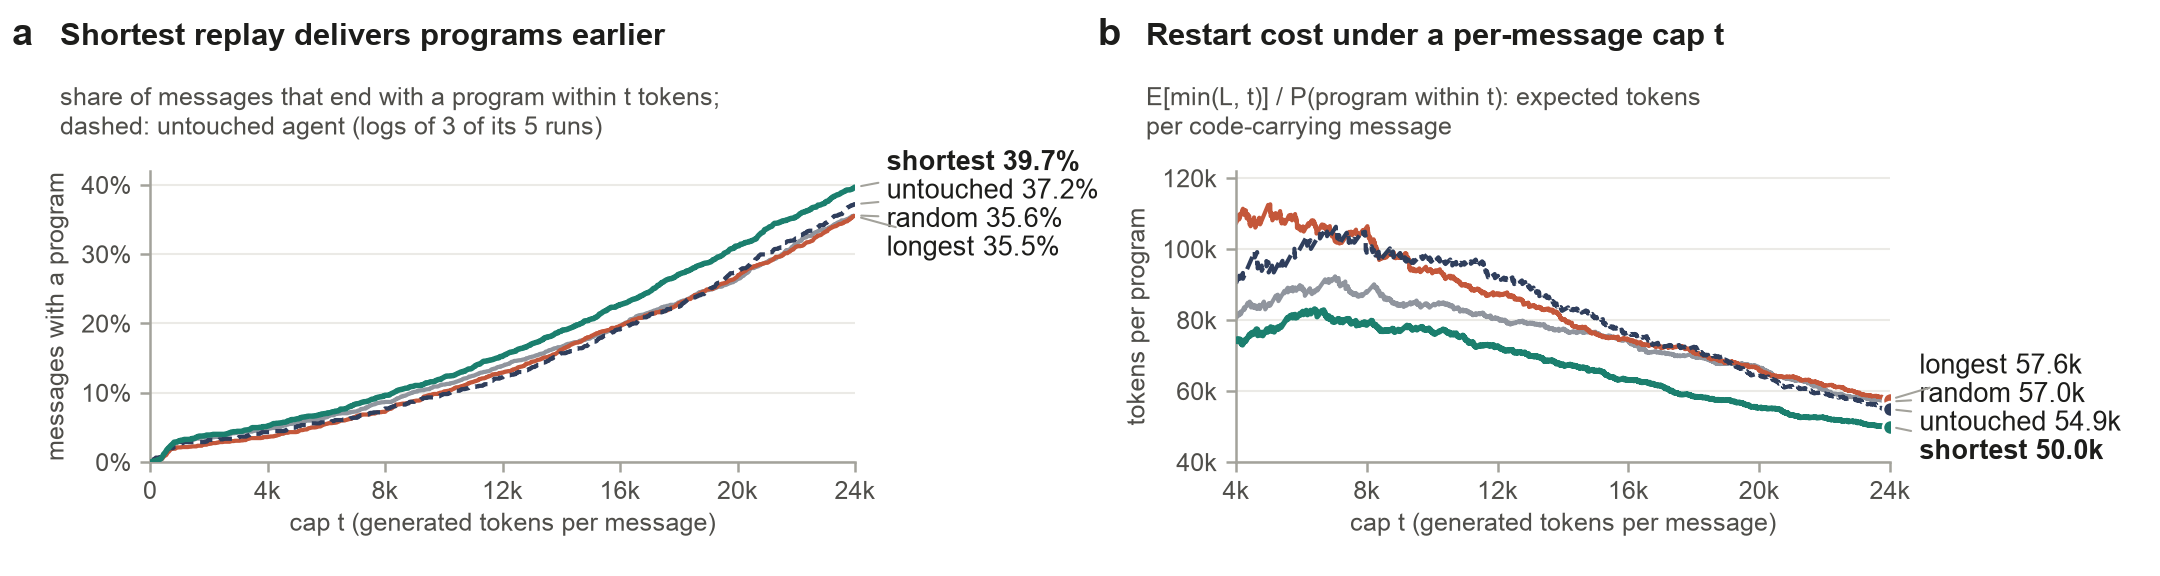 a Shortest replay delivers programs earlier
share of messages that end with a program within t tokens;
dashed: untouched agent (logs of 3 of its 5 runs)
messages with a program
40%
30%
20%
10%
0%
0 4k 8k 12k 16k 20k 24k
cap t (generated tokens per message)
shortest 39.7%
untouched 37.2%
random 35.6%
longest 35.5%
b Restart cost under a per-message cap t
E[min(L, t)] / P(program within t): expected tokens
per code-carrying message
tokens per program
120k
100k
80k
60k
40k
4k 8k 12k 16k 20k 24k
cap t (generated tokens per message)
longest 57.6k
random 57.0k
untouched 54.9k
shortest 50.0k